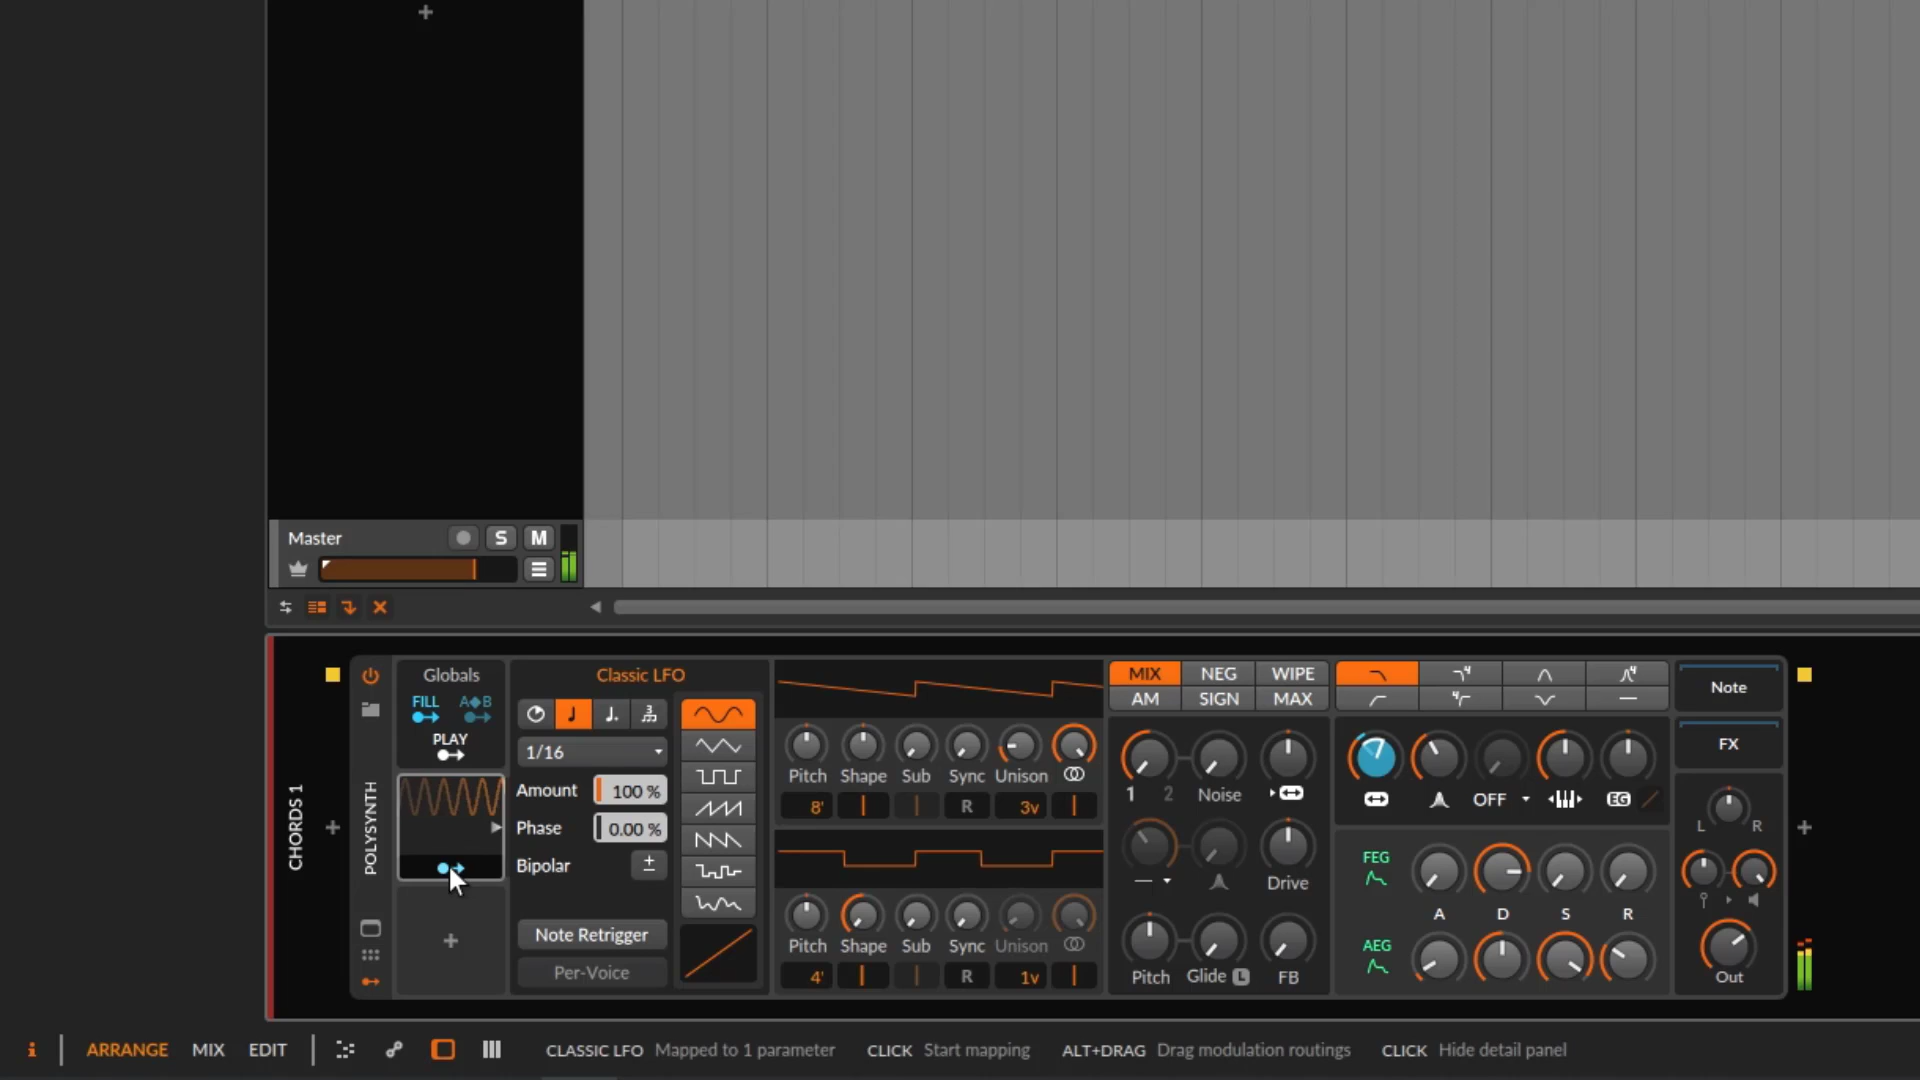 Master S M
CHORDS 1
POLYSYNTH
Globals
FILL A◆B
PLAY
Classic LFO
1/16
Amount 100 %
Phase 0.00 %
Bipolar ±
Note Retrigger
Per-Voice
Pitch Shape Sub Sync Unison
8' R 3v
Pitch Shape Sub Sync Unison
4' R 1v
MIX NEG WIPE
AM SIGN MAX
1 2 Noise
Drive
Pitch Glide L FB
OFF EG
FEG
A D S R
AEG
Note
FX
L R
Out
i ARRANGE MIX EDIT CLASSIC LFO Mapped to 1 parameter CLICK Start mapping ALT+DRAG Drag modulation routings CLICK Hide detail panel